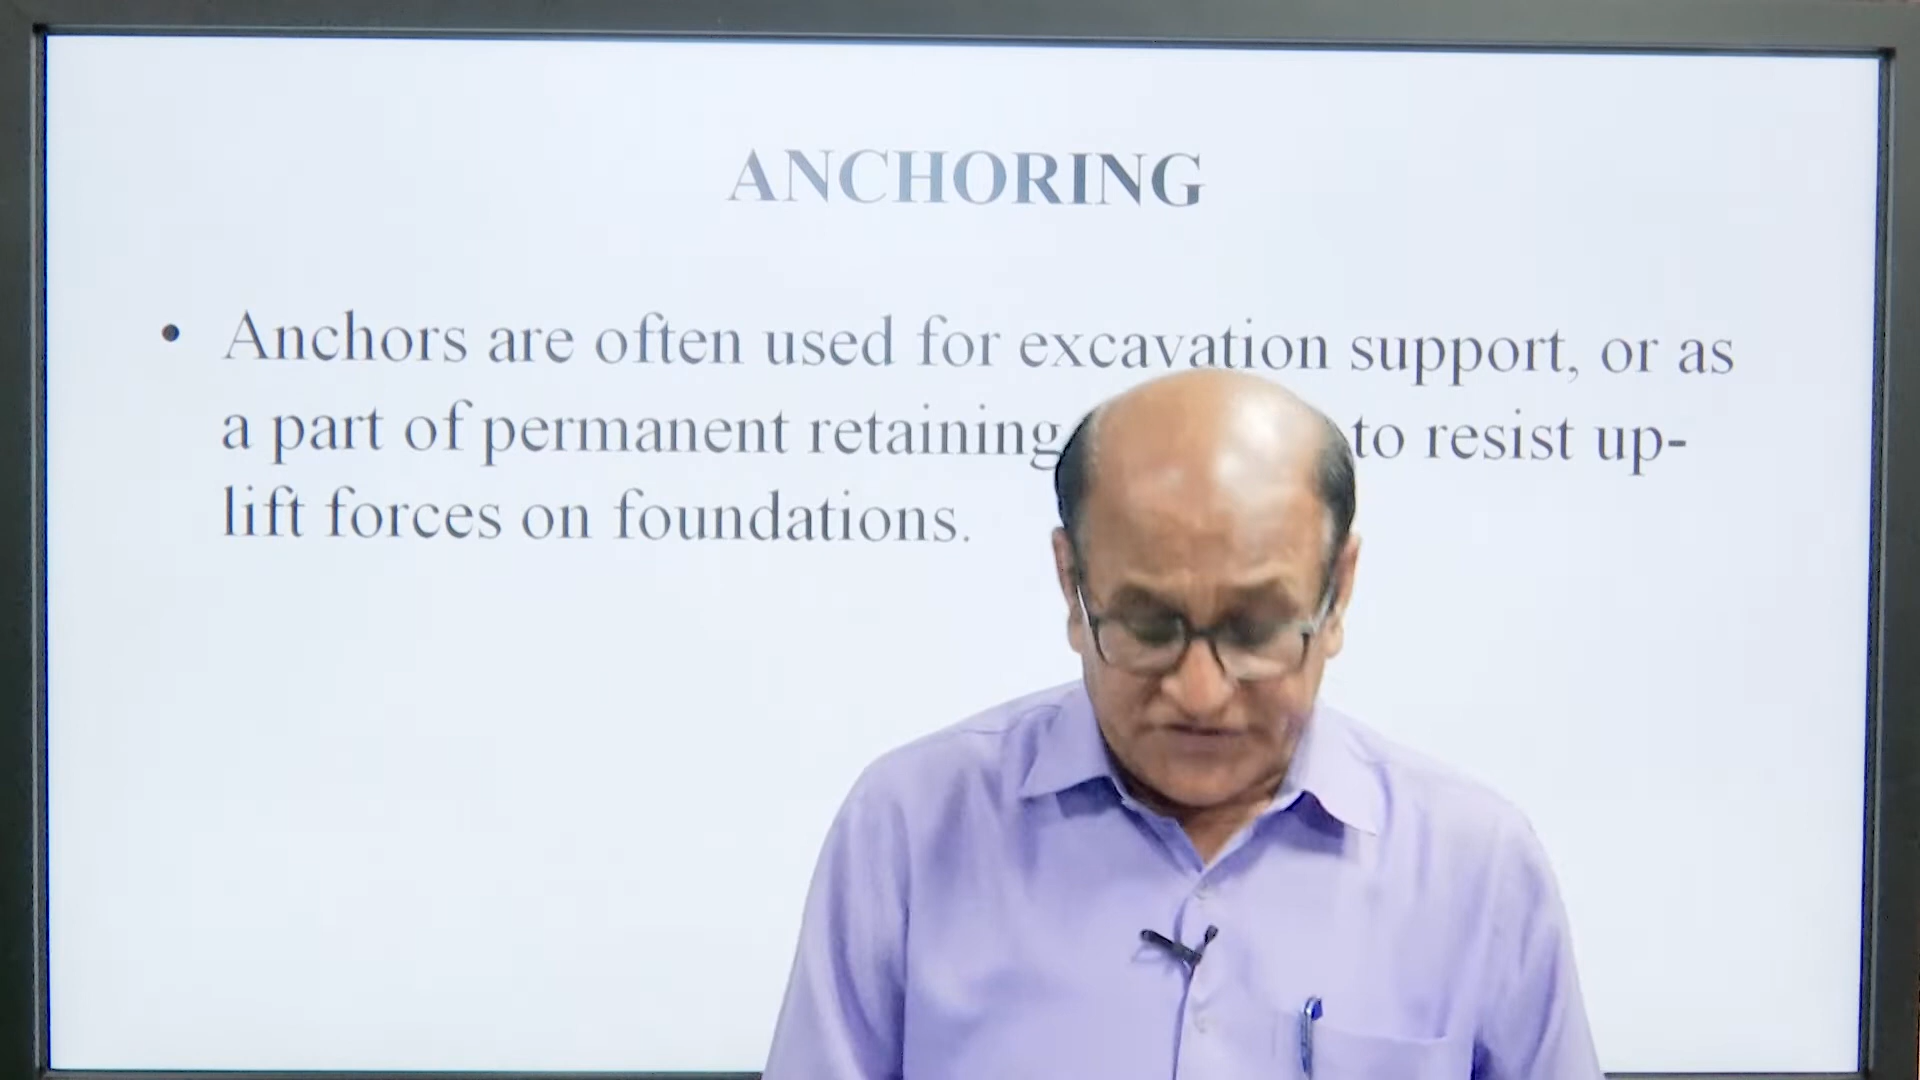 ANCHORING
• Anchors are often used for excavation support, or as
a part of permanent retaining to resist up-
lift forces on foundations.